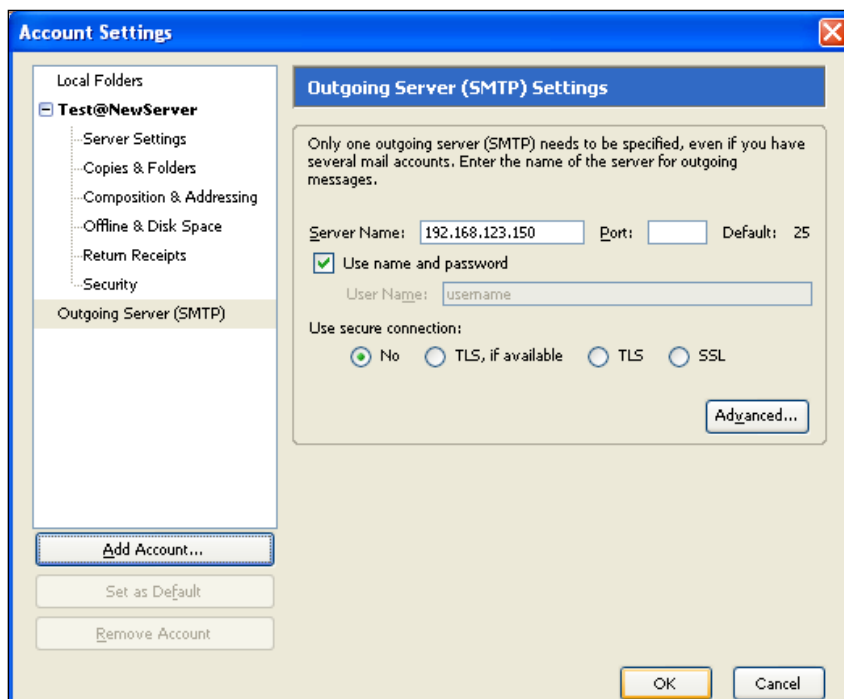 Account Settings
Local Folders
Test@NewServer
Server Settings
Copies & Folders
Composition & Addressing
Offline & Disk Space
Return Receipts
Security
Outgoing Server (SMTP)
Add Account...
Set as Default
Remove Account
Outgoing Server (SMTP) Settings
Only one outgoing server (SMTP) needs to be specified, even if you have
several mail accounts. Enter the name of the server for outgoing
messages.
Server Name: 192.168.123.150 Port: Default: 25
Use name and password
User Name: username
Use secure connection:
No TLS, if available TLS SSL
Advanced...
OK Cancel